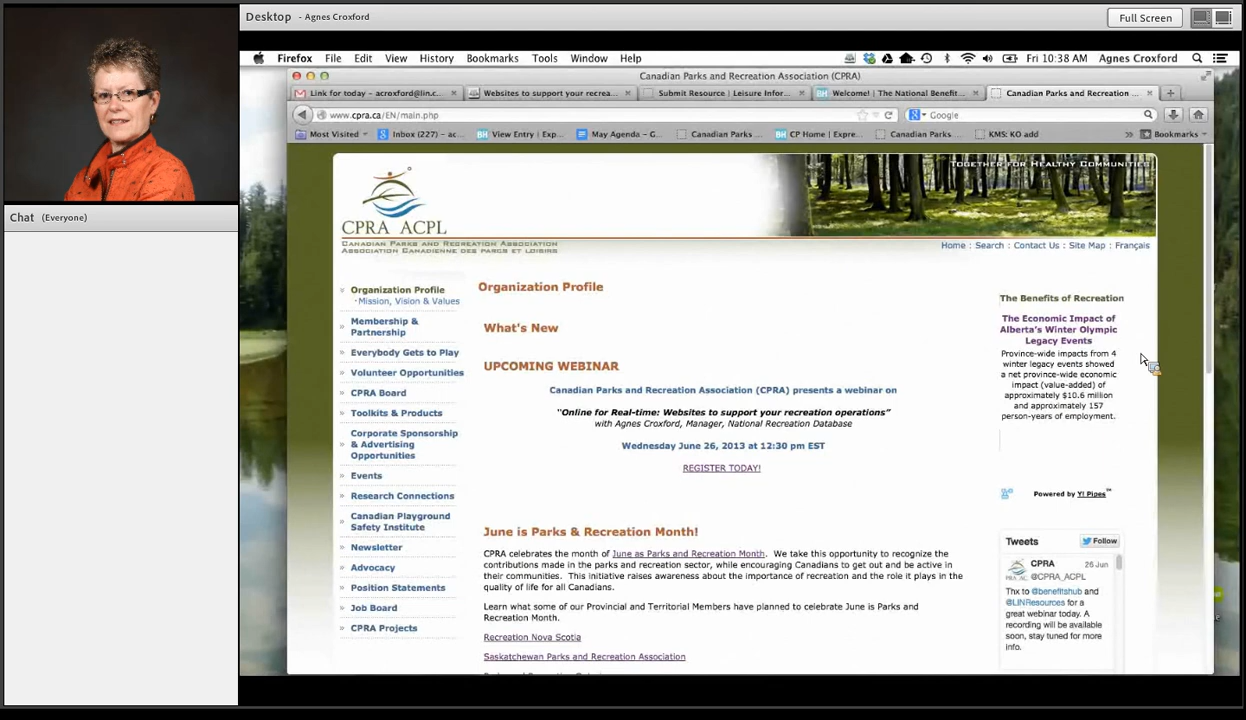 Desktop - Agnes Croxford
Full Screen
Chat (Everyone)
Firefox File Edit View History Bookmarks Tools Window Help
Fri 10:38 AM Agnes Croxford
Canadian Parks and Recreation Association (CPRA)
Link for today - acroxford@lin.c...
Websites to support your recrea...
Submit Resource | Leisure Infor...
Welcome! | The National Benefit...
Canadian Parks and Recreation ...
www.cpra.ca/EN/main.php
Google
Most Visited
Inbox (227) - ac...
View Entry | Exp...
May Agenda - G...
Canadian Parks ...
CP Home | Expre...
Canadian Parks...
KMS: KO add
Bookmarks
Together for Healthy Communities
CPRA ACPL
Canadian Parks and Recreation Association
Association Canadienne des parcs et loisirs
Home : Search : Contact Us : Site Map : Français
Organization Profile
Mission, Vision & Values
Membership &
Partnership
Everybody Gets to Play
Volunteer Opportunities
CPRA Board
Toolkits & Products
Corporate Sponsorship
& Advertising
Opportunities
Events
Research Connections
Canadian Playground
Safety Institute
Newsletter
Advocacy
Position Statements
Job Board
CPRA Projects
Organization Profile
What's New
UPCOMING WEBINAR
Canadian Parks and Recreation Association (CPRA) presents a webinar on
"Online for Real-time: Websites to support your recreation operations"
with Agnes Croxford, Manager, National Recreation Database
Wednesday June 26, 2013 at 12:30 pm EST
REGISTER TODAY!
June is Parks & Recreation Month!
CPRA celebrates the month of June as Parks and Recreation Month. We take this opportunity to recognize the
contributions made in the parks and recreation sector, while encouraging Canadians to get out and be active in
their communities. This initiative raises awareness about the importance of recreation and the role it plays in the
quality of life for all Canadians.
Learn what some of our Provincial and Territorial Members have planned to celebrate June is Parks and
Recreation Month.
Recreation Nova Scotia
Saskatchewan Parks and Recreation Association
The Benefits of Recreation
The Economic Impact of
Alberta's Winter Olympic
Legacy Events
Province-wide impacts from 4
winter legacy events showed
a net province-wide economic
impact (value-added) of
approximately $10.6 million
and approximately 157
person-years of employment.
Powered by Y! Pipes™
Tweets
Follow
CPRA 26 Jun
@CPRA_ACPL
Thx to @benefitshub and
@LINResources for a
great webinar today. A
recording will be available
soon, stay tuned for more
info.